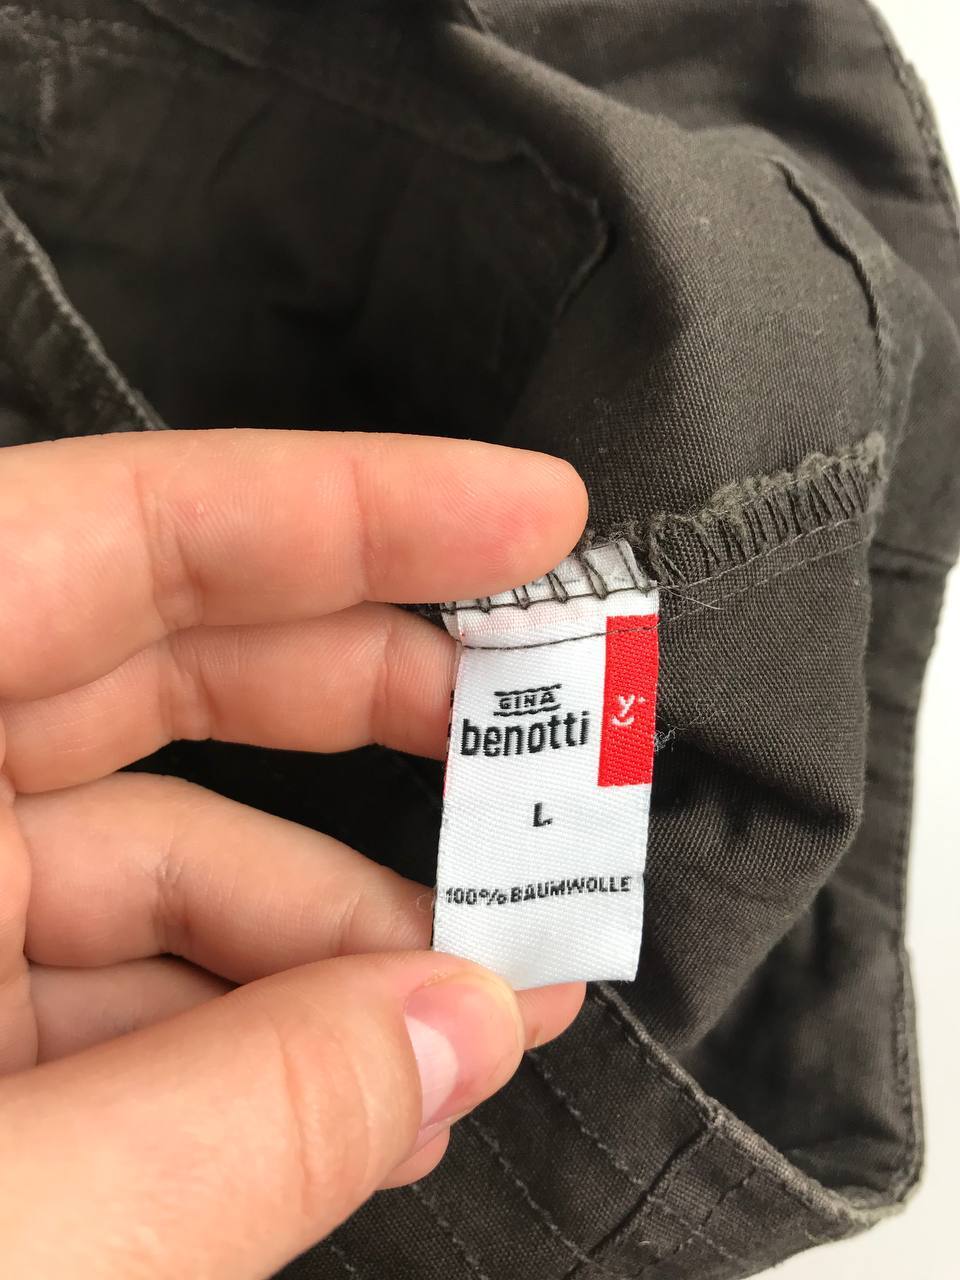 GINA
benotti
y+
L
100% BAUMWOLLE